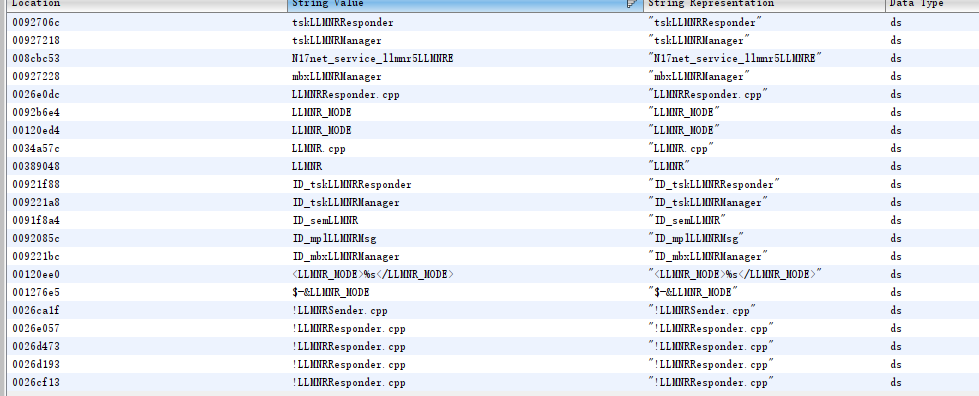 Location String Value String Representation Data Type
0092706c tskLLMNRResponder "tskLLMNRResponder" ds
00927218 tskLLMNRManager "tskLLMNRManager" ds
008cbc53 N17net_service_llmnr5LLMNRE "N17net_service_llmnr5LLMNRE" ds
00927228 mbxLLMNRManager "mbxLLMNRManager" ds
0026e0dc LLMNRResponder.cpp "LLMNRResponder.cpp" ds
0092b6e4 LLMNR_MODE "LLMNR_MODE" ds
00120ed4 LLMNR_MODE "LLMNR_MODE" ds
0034a57c LLMNR.cpp "LLMNR.cpp" ds
00389048 LLMNR "LLMNR" ds
00921f88 ID_tskLLMNRResponder "ID_tskLLMNRResponder" ds
009221a8 ID_tskLLMNRManager "ID_tskLLMNRManager" ds
0091f8a4 ID_semLLMNR "ID_semLLMNR" ds
0092085c ID_mplLLMNRMsg "ID_mplLLMNRMsg" ds
009221bc ID_mbxLLMNRManager "ID_mbxLLMNRManager" ds
00120ee0 <LLMNR_MODE>%s</LLMNR_MODE> "<LLMNR_MODE>%s</LLMNR_MODE>" ds
001276e5 $-&LLMNR_MODE "$-&LLMNR_MODE" ds
0026ca1f !LLMNRSender.cpp "!LLMNRSender.cpp" ds
0026e057 !LLMNRResponder.cpp "!LLMNRResponder.cpp" ds
0026d473 !LLMNRResponder.cpp "!LLMNRResponder.cpp" ds
0026d193 !LLMNRResponder.cpp "!LLMNRResponder.cpp" ds
0026cf13 !LLMNRResponder.cpp "!LLMNRResponder.cpp" ds